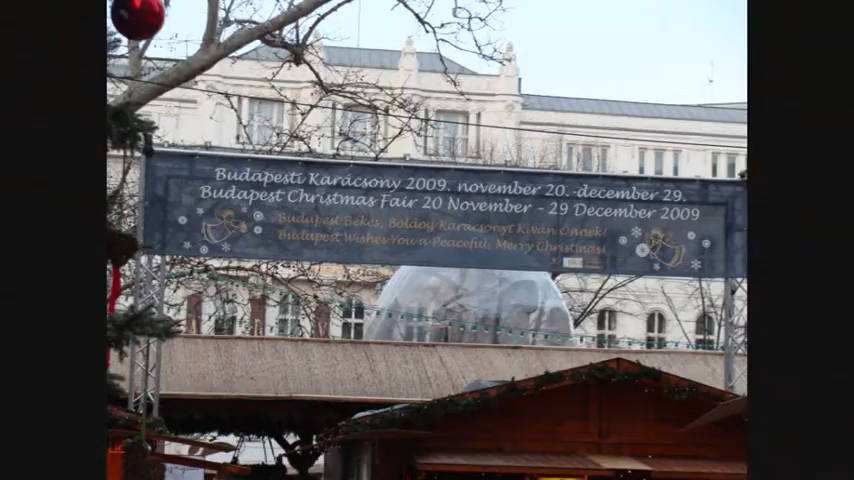 Budapesti Karácsony 2009. november 20.-december 29.
Budapest Christmas Fair 20 November - 29 December 2009
Budapest Békés, Boldog Karácsonyt Kíván Önnek!
Budapest Wishes You a Peaceful, Merry Christmas!